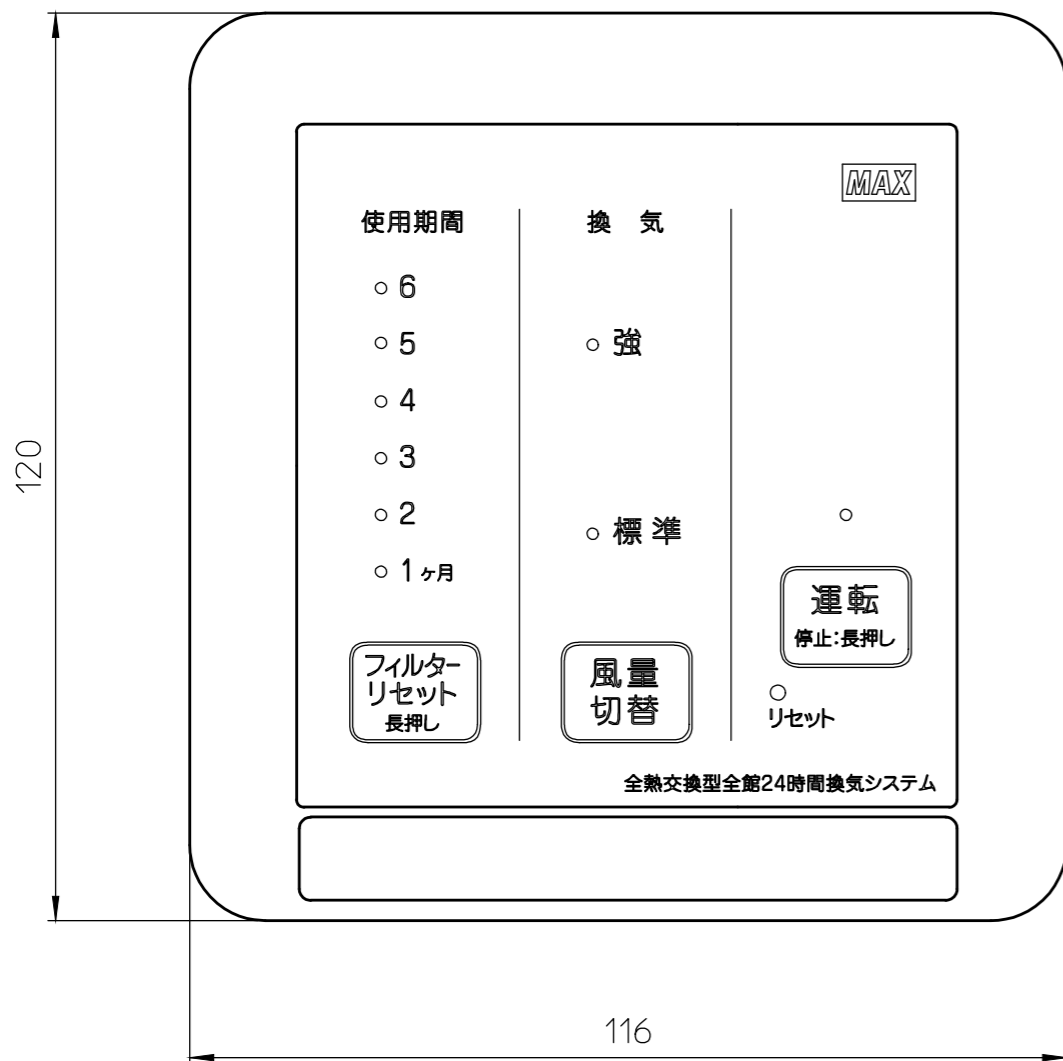 MAX
使用期間
6
5
4
3
2
1ヶ月
フィルター
リセット
長押し
換 気
強
標準
風量
切替
運転
停止:長押し
リセット
全熱交換型全館24時間換気システム
120
116